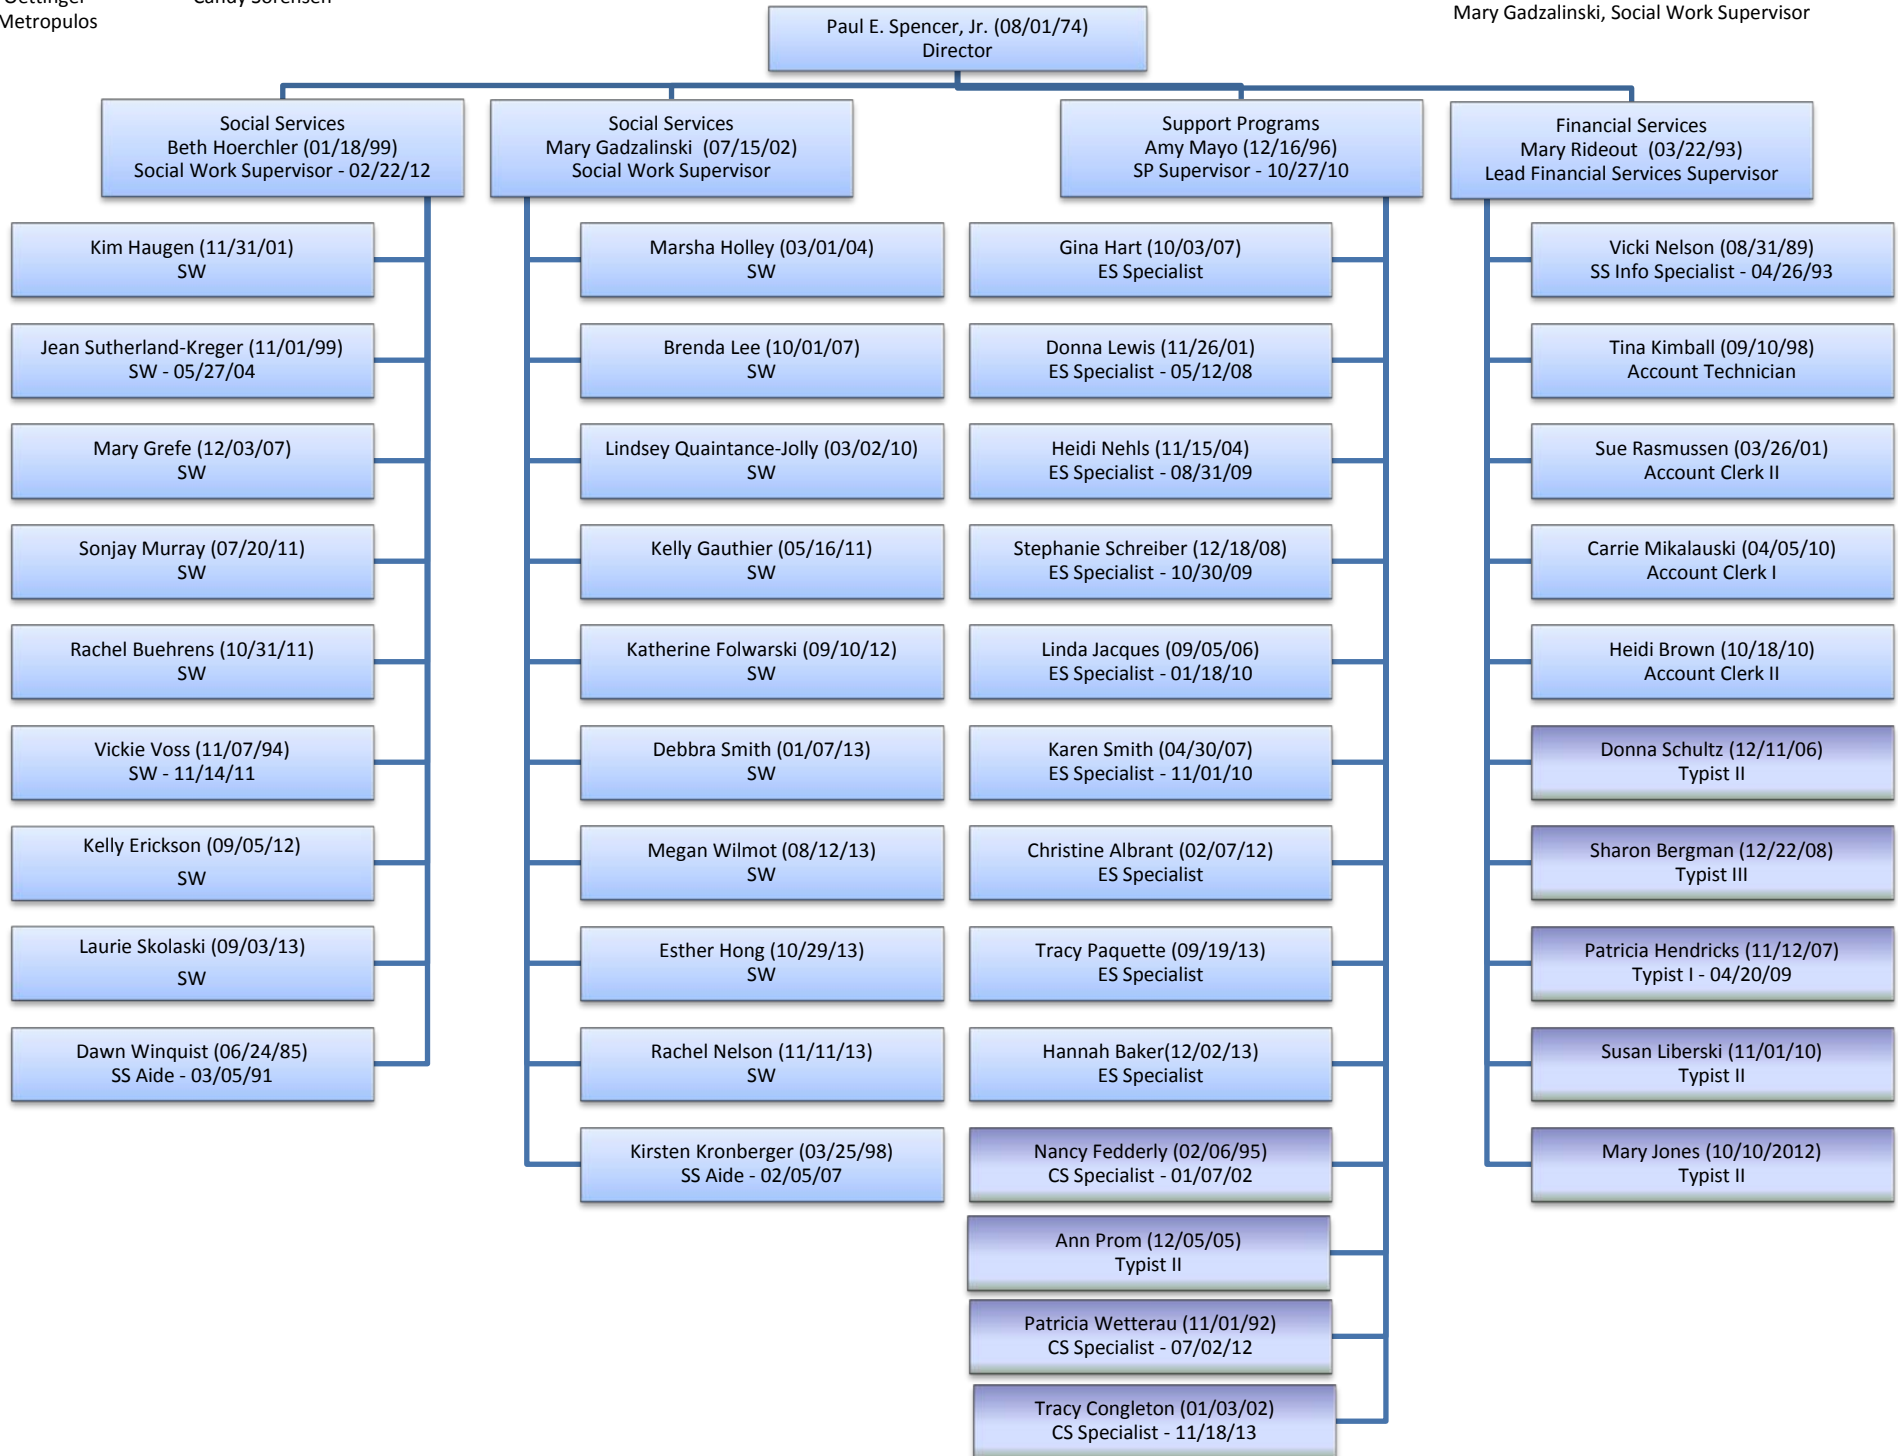 Candy Sorensen
Metropulos
Mary Gadzalinski, Social Work Supervisor
Paul E. Spencer, Jr. (08/01/74)
Director
Social Services
Beth Hoerchler (01/18/99)
Social Work Supervisor - 02/22/12
Kim Haugen (11/31/01)
SW
Jean Sutherland-Kreger (11/01/99)
SW - 05/27/04
Mary Grefe (12/03/07)
SW
Sonjay Murray (07/20/11)
SW
Rachel Buehrens (10/31/11)
SW
Vickie Voss (11/07/94)
SW - 11/14/11
Kelly Erickson (09/05/12)
SW
Laurie Skolaski (09/03/13)
SW
Dawn Winquist (06/24/85)
SS Aide - 03/05/91
Social Services
Mary Gadzalinski (07/15/02)
Social Work Supervisor
Marsha Holley (03/01/04)
SW
Brenda Lee (10/01/07)
SW
Lindsey Quaintance-Jolly (03/02/10)
SW
Kelly Gauthier (05/16/11)
SW
Katherine Folwarski (09/10/12)
SW
Debbra Smith (01/07/13)
SW
Megan Wilmot (08/12/13)
SW
Esther Hong (10/29/13)
SW
Rachel Nelson (11/11/13)
SW
Kirsten Kronberger (03/25/98)
SS Aide - 02/05/07
Support Programs
Amy Mayo (12/16/96)
SP Supervisor - 10/27/10
Gina Hart (10/03/07)
ES Specialist
Donna Lewis (11/26/01)
ES Specialist - 05/12/08
Heidi Nehls (11/15/04)
ES Specialist - 08/31/09
Stephanie Schreiber (12/18/08)
ES Specialist - 10/30/09
Linda Jacques (09/05/06)
ES Specialist - 01/18/10
Karen Smith (04/30/07)
ES Specialist - 11/01/10
Christine Albrant (02/07/12)
ES Specialist
Tracy Paquette (09/19/13)
ES Specialist
Hannah Baker(12/02/13)
ES Specialist
Nancy Fedderly (02/06/95)
CS Specialist - 01/07/02
Ann Prom (12/05/05)
Typist II
Patricia Wetterau (11/01/92)
CS Specialist - 07/02/12
Tracy Congleton (01/03/02)
CS Specialist - 11/18/13
Financial Services
Mary Rideout (03/22/93)
Lead Financial Services Supervisor
Vicki Nelson (08/31/89)
SS Info Specialist - 04/26/93
Tina Kimball (09/10/98)
Account Technician
Sue Rasmussen (03/26/01)
Account Clerk II
Carrie Mikalauski (04/05/10)
Account Clerk I
Heidi Brown (10/18/10)
Account Clerk II
Donna Schultz (12/11/06)
Typist II
Sharon Bergman (12/22/08)
Typist III
Patricia Hendricks (11/12/07)
Typist I - 04/20/09
Susan Liberski (11/01/10)
Typist II
Mary Jones (10/10/2012)
Typist II